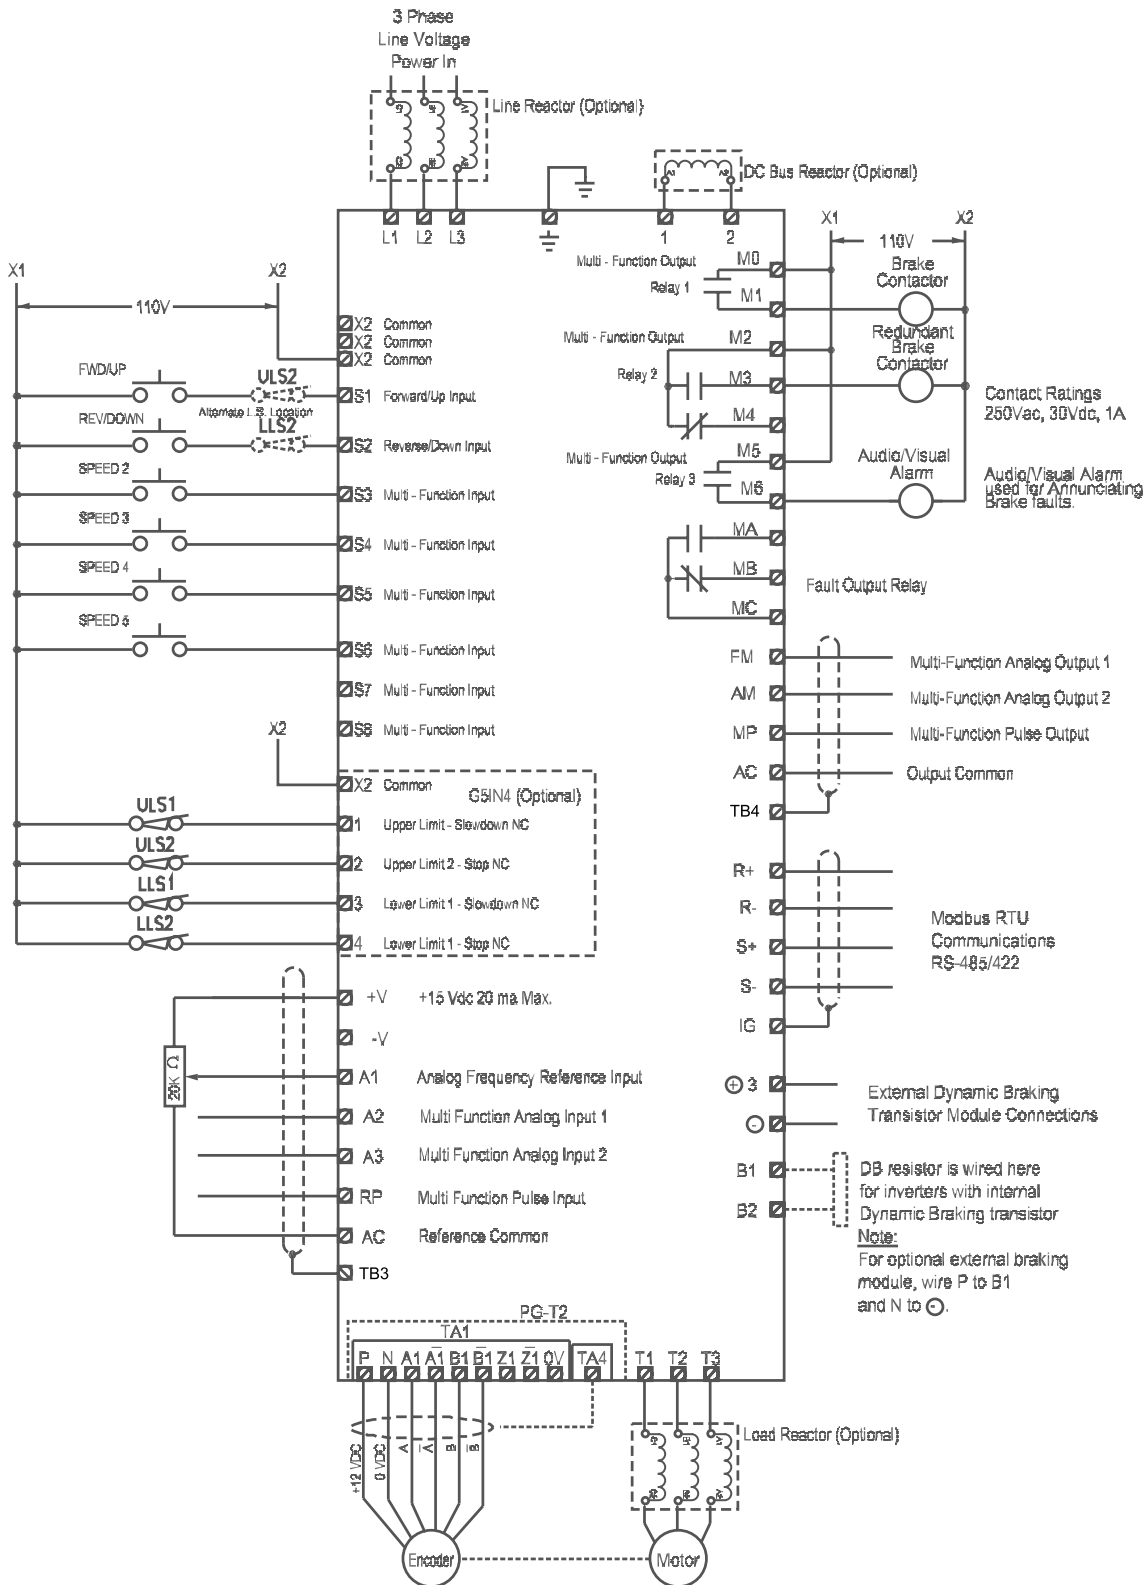 3 Phase
Line Voltage
Power In
Line Reactor (Optional)
DC Bus Reactor (Optional)
A1 A2
L1 L2 L3
1 2
X1 X2
110V
X1 X2
110V
X2 Common
X2 Common
X2 Common
FWD/UP
ULS2
S1 Forward/Up Input
Alternate L.S. Location
REV/DOWN
LLS2
S2 Reverse/Down Input
SPEED 2
S3 Multi - Function Input
SPEED 3
S4 Multi - Function Input
SPEED 4
S5 Multi - Function Input
SPEED 5
S6 Multi - Function Input
S7 Multi - Function Input
S8 Multi - Function Input
X2
X2 Common
G5IN4 (Optional)
ULS1
1 Upper Limit - Slowdown NC
ULS2
2 Upper Limit 2 - Stop NC
LLS1
3 Lower Limit 1 - Slowdown NC
LLS2
4 Lower Limit 1 - Stop NC
+V +15 Vdc 20 ma Max.
-V
20K Ω
A1 Analog Frequency Reference Input
A2 Multi Function Analog Input 1
A3 Multi Function Analog Input 2
RP Multi Function Pulse Input
AC Reference Common
TB3
Multi - Function Output
Relay 1
M0
M1
Brake
Contactor
Multi - Function Output
Relay 2
M2
M3
M4
Redundant
Brake
Contactor
Contact Ratings
250Vac, 30Vdc, 1A
Multi - Function Output
Relay 3
M5
M6
Audio/Visual
Alarm
Audio/Visual Alarm
used for Annunciating
Brake faults.
MA
MB
MC
Fault Output Relay
FM Multi-Function Analog Output 1
AM Multi-Function Analog Output 2
MP Multi-Function Pulse Output
AC Output Common
TB4
R+
R-
S+
S-
IG
Modbus RTU
Communications
RS-485/422
+ 3
-
External Dynamic Braking
Transistor Module Connections
B1
B2
DB resistor is wired here
for inverters with internal
Dynamic Braking transistor
Note:
For optional external braking
module, wire P to B1
and N to -.
PG-T2
TA1
P N A1 A̅1 B1 B̅1 Z1 Z̅1 0V TA4 T1 T2 T3
+12 VDC
0 VDC
A
A̅
B
B̅
Load Reactor (Optional)
Encoder
Motor